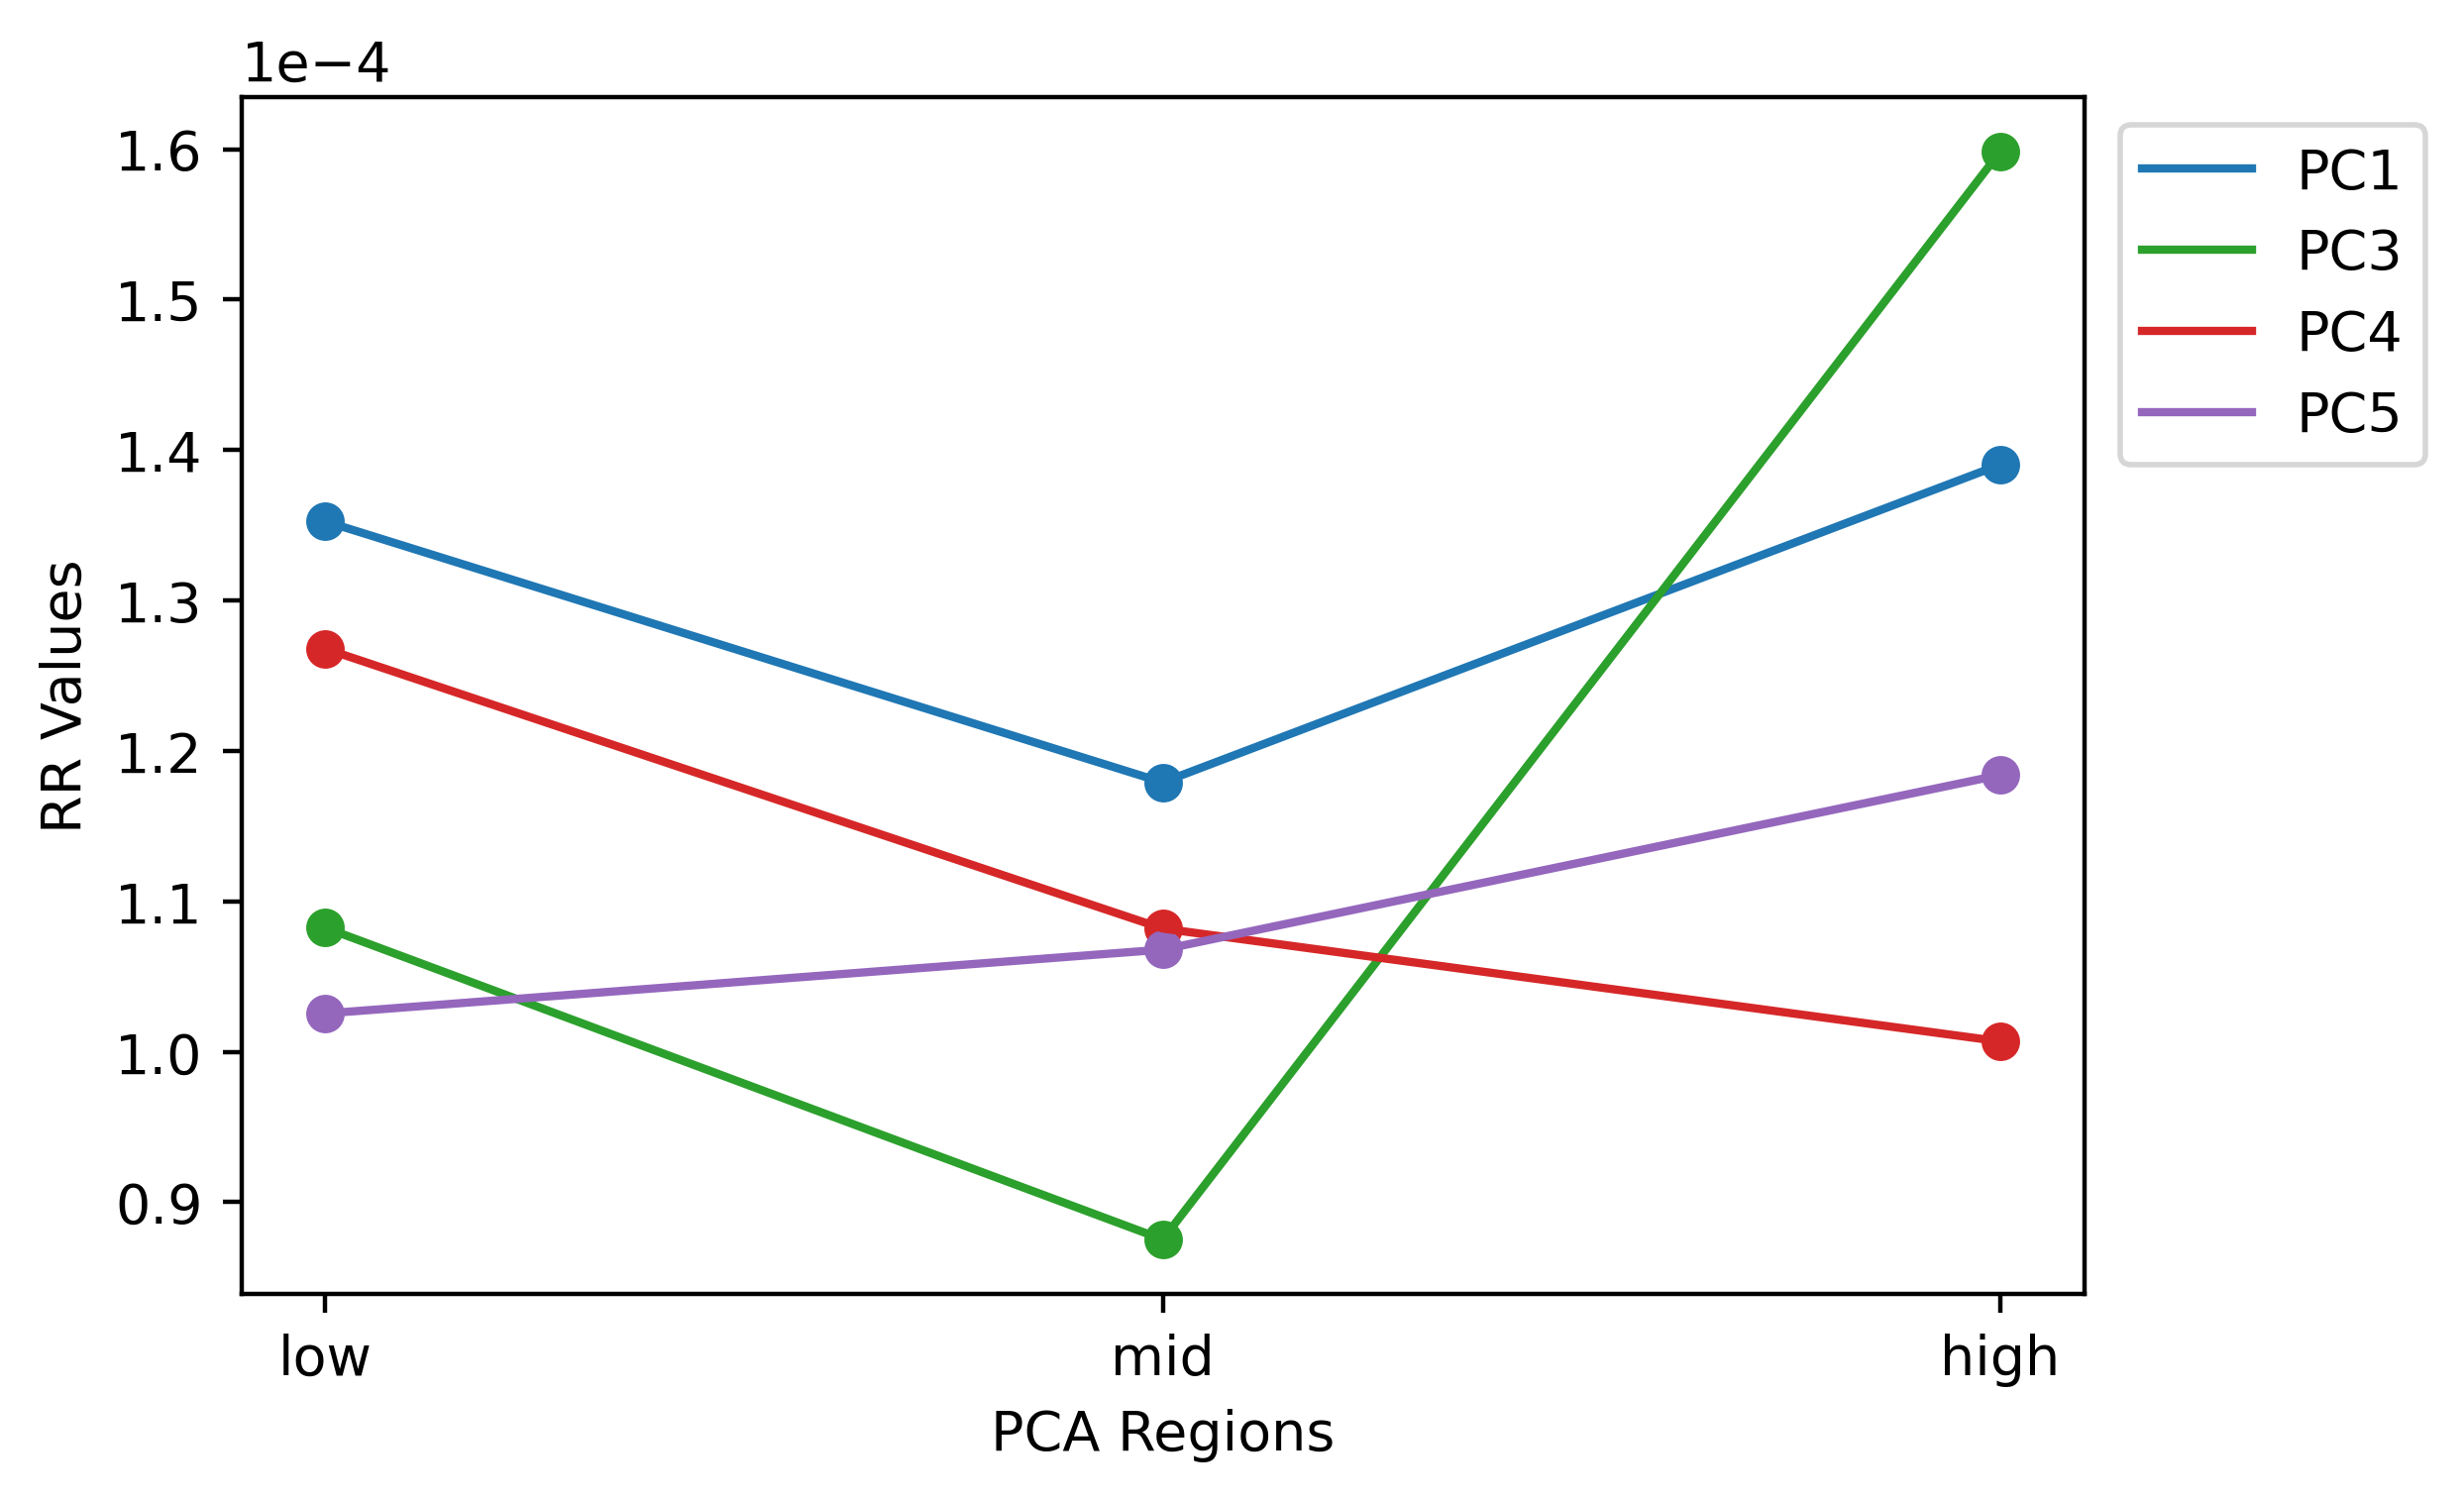 1e−4
1.6
1.5
1.4
1.3
1.2
1.1
1.0
0.9
RR Values
low
mid
high
PCA Regions
PC1
PC3
PC4
PC5